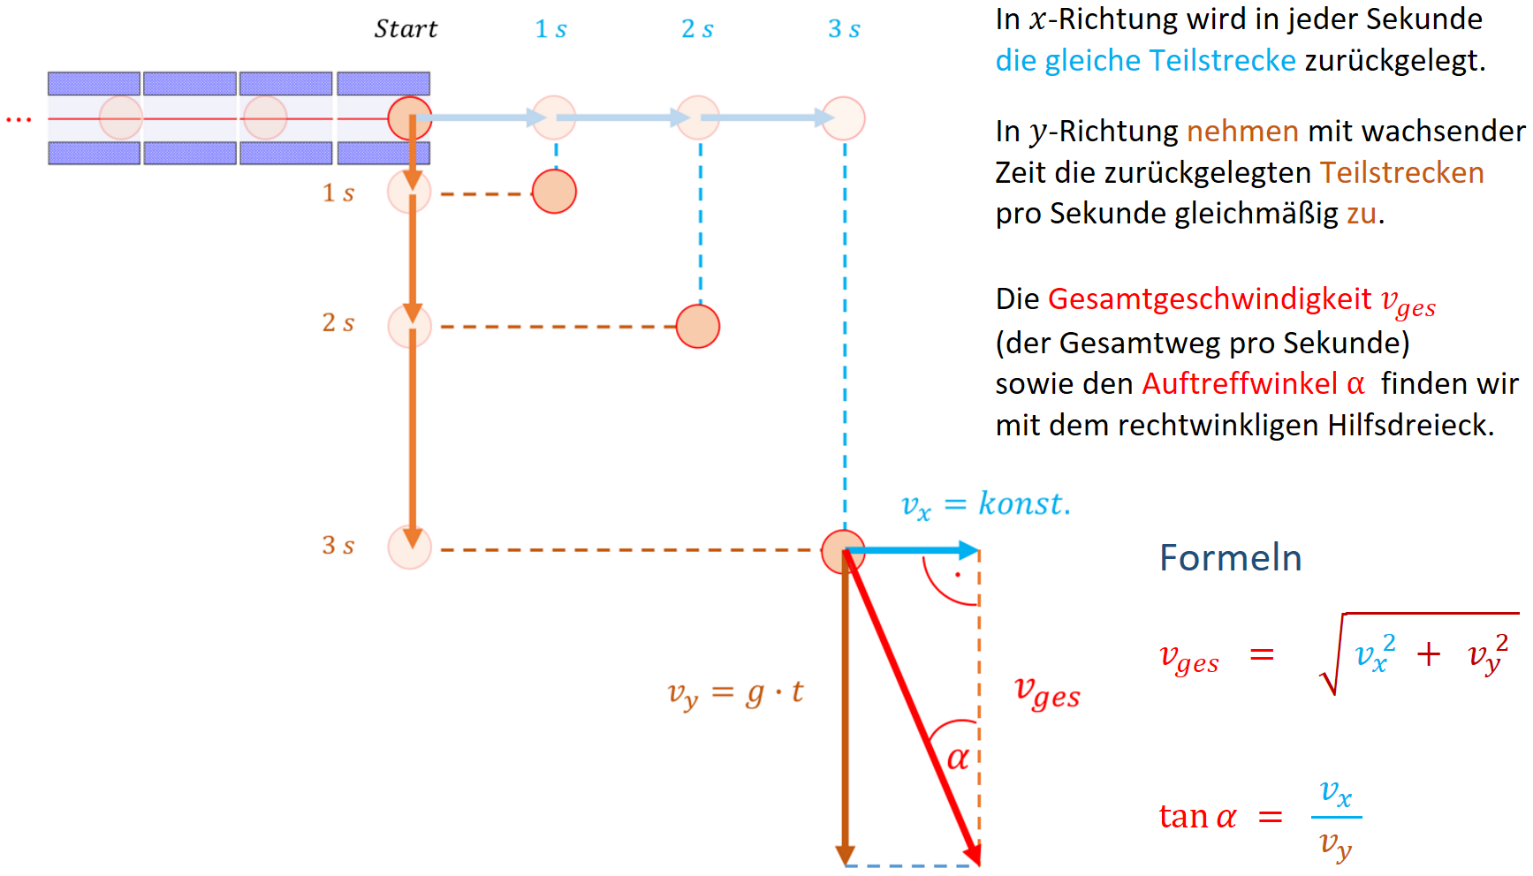 Start 1 s 2 s 3 s
...
1 s
2 s
3 s
In x-Richtung wird in jeder Sekunde
die gleiche Teilstrecke zurückgelegt.
In y-Richtung nehmen mit wachsender
Zeit die zurückgelegten Teilstrecken
pro Sekunde gleichmäßig zu.
Die Gesamtgeschwindigkeit v_ges
(der Gesamtweg pro Sekunde)
sowie den Auftreffwinkel α finden wir
mit dem rechtwinkligen Hilfsdreieck.
v_x = konst.
v_y = g · t
v_ges
α
Formeln
v_ges = √(v_x² + v_y²)
tan α = v_x / v_y